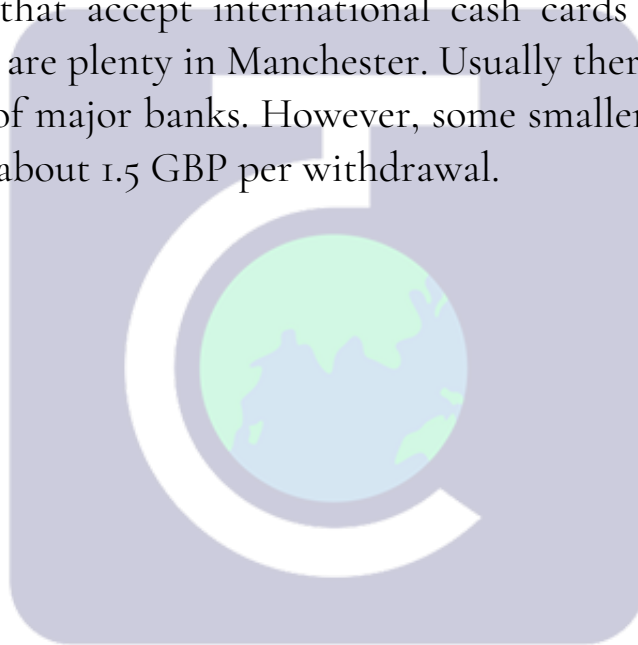 that accept international cash cards
are plenty in Manchester. Usually ther
of major banks. However, some smaller
about 1.5 GBP per withdrawal.